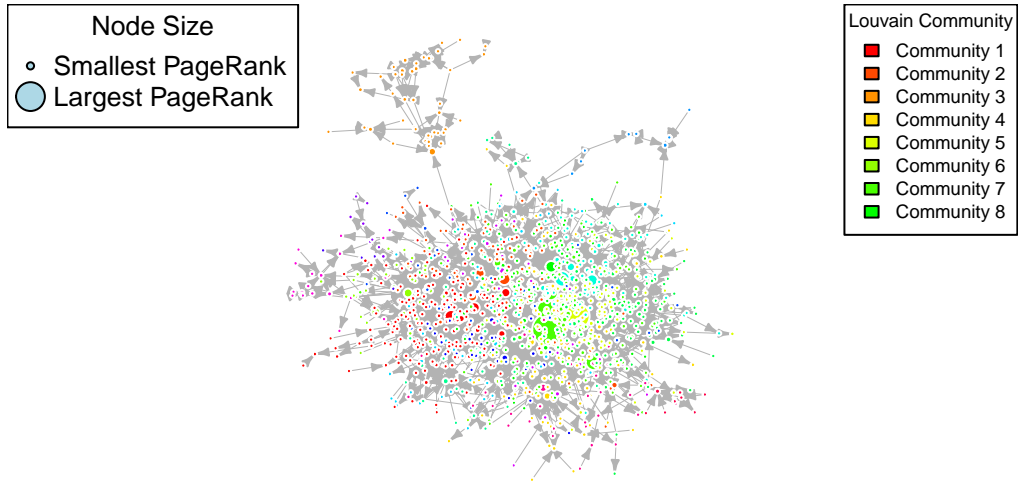 Node Size
Smallest PageRank
Largest PageRank
Louvain Community
Community 1
Community 2
Community 3
Community 4
Community 5
Community 6
Community 7
Community 8